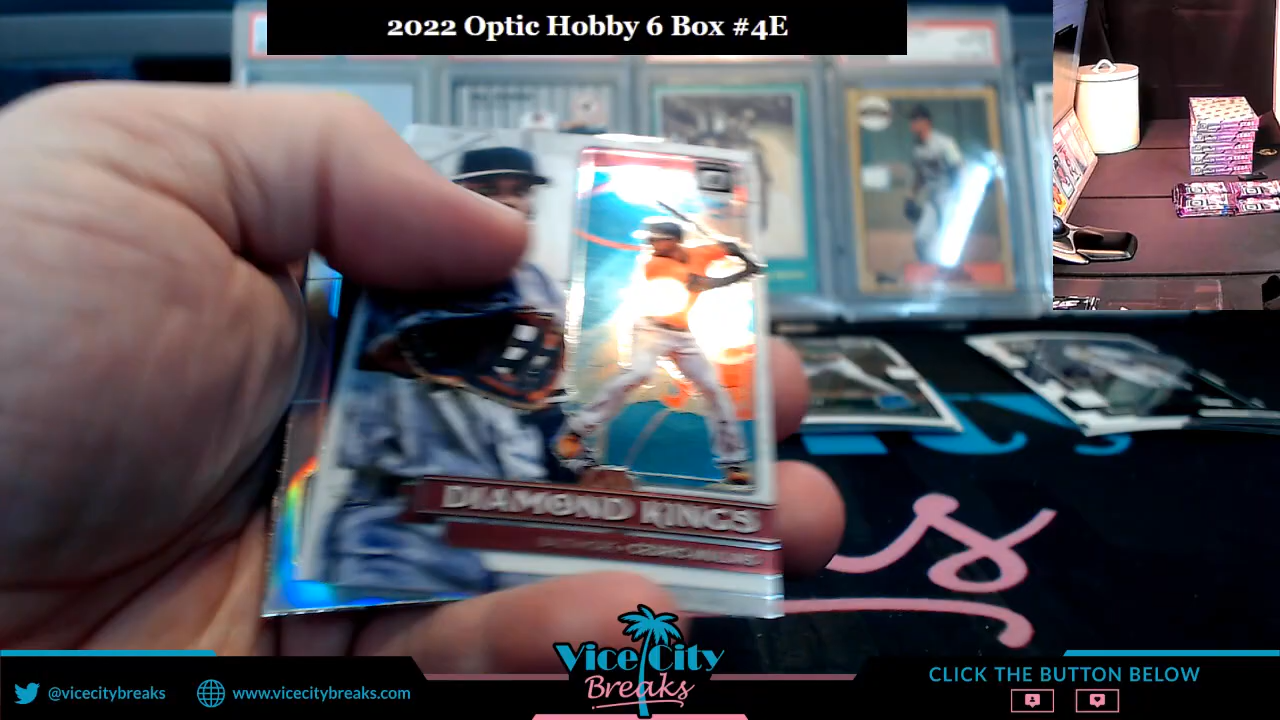 2022 Optic Hobby 6 Box #4E
DIAMOND KINGS
Vice City
Breaks
@vicecitybreaks
www.vicecitybreaks.com
CLICK THE BUTTON BELOW